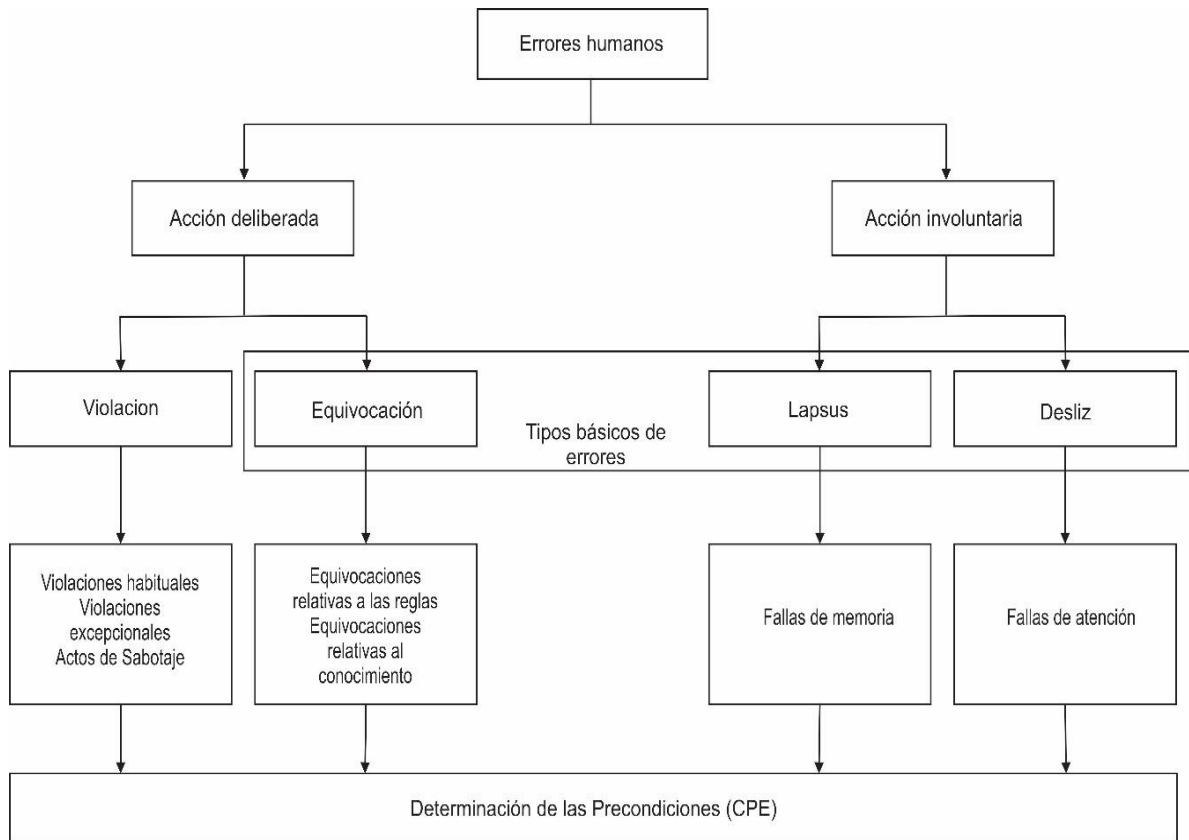 Errores humanos
Acción deliberada
Acción involuntaria
Violacion
Equivocación
Lapsus
Desliz
Tipos básicos de
errores
Violaciones habituales
Violaciones
excepcionales
Actos de Sabotaje
Equivocaciones
relativas a las reglas
Equivocaciones
relativas al
conocimiento
Fallas de memoria
Fallas de atención
Determinación de las Precondiciones (CPE)